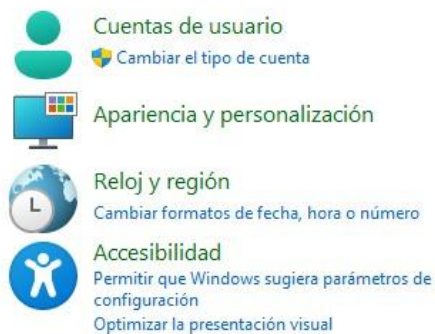 Cuentas de usuario
Cambiar el tipo de cuenta
Apariencia y personalización
Reloj y región
Cambiar formatos de fecha, hora o número
Accesibilidad
Permitir que Windows sugiera parámetros de
configuración
Optimizar la presentación visual